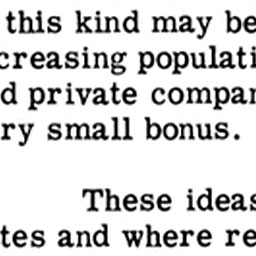 this kind may be
creasing populati
d private compan
ry small bonus.
These ideas
tes and where re